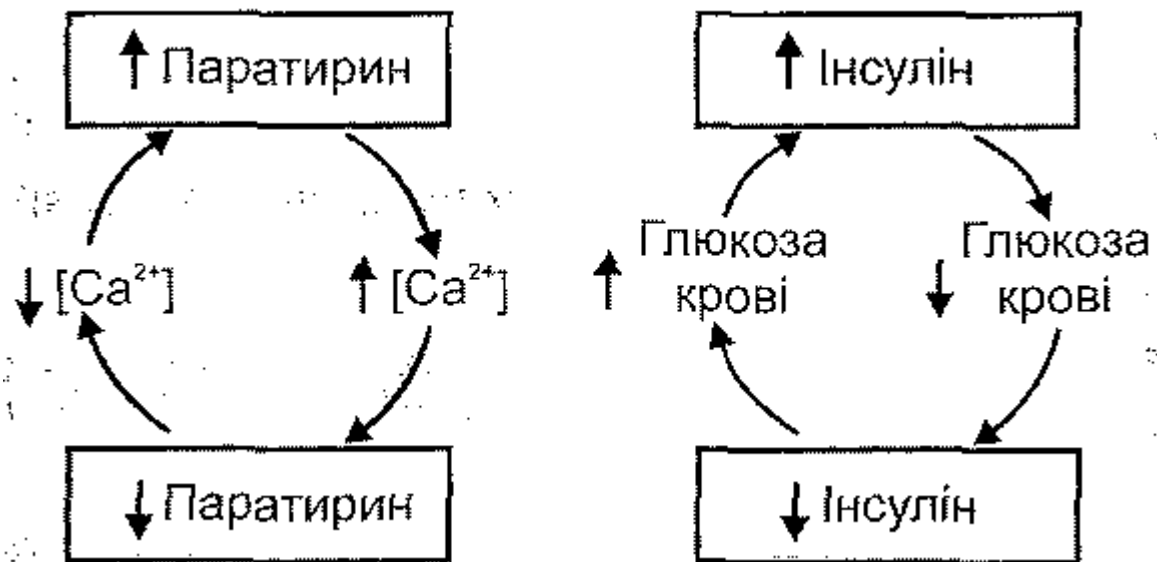 ↑ Паратирин
↓ [Ca²⁺]
↑ [Ca²⁺]
↓ Паратирин
↑ Інсулін
↑ Глюкоза
крові
↓ Глюкоза
крові
↓ Інсулін